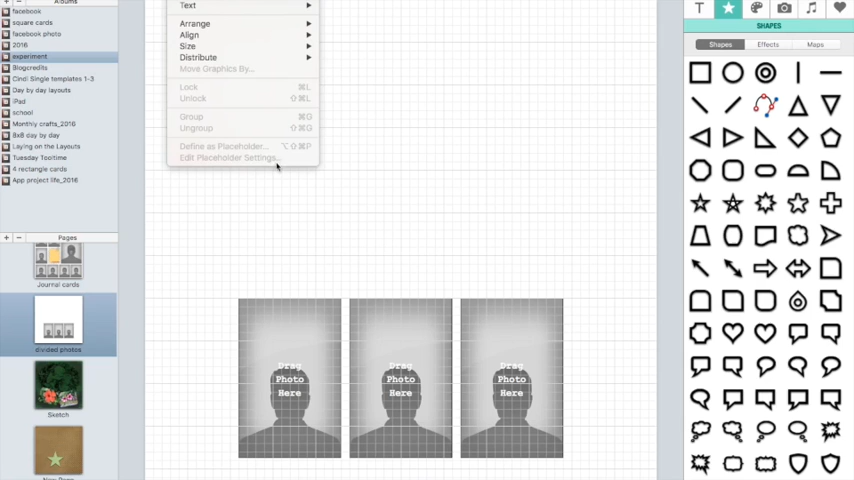 Albums
facebook
square cards
facebook photo
2016
experiment
Blogcredits
Cindi Single templates 1-3
Day by day layouts
iPad
school
Monthly crafts_2016
8x8 day by day
Laying on the Layouts
Tuesday Tooltime
4 rectangle cards
App project life_2016
Pages
Journal cards
divided photos
Sketch
New Page
Text
Arrange
Align
Size
Distribute
Move Graphics By...
Lock ⌘L
Unlock ⇧⌘L
Group ⌘G
Ungroup ⇧⌘G
Define as Placeholder... ⌥⇧⌘P
Edit Placeholder Settings...
Drag
Photo
Here
Drag
Photo
Here
Drag
Photo
Here
T
SHAPES
Shapes Effects Maps